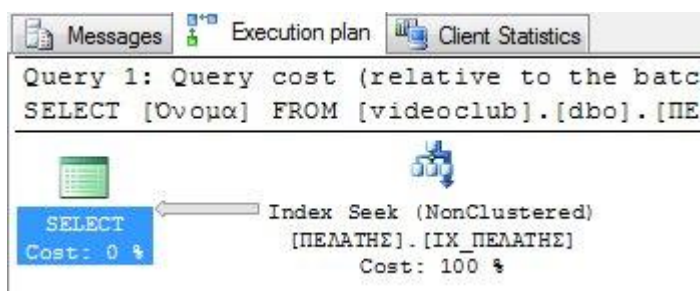 Messages Execution plan Client Statistics
Query 1: Query cost (relative to the batc
SELECT [Όνομα] FROM [videoclub].[dbo].[ΠΕ
Index Seek (NonClustered)
[ΠΕΛΑΤΗΣ].[IX_ΠΕΛΑΤΗΣ]
Cost: 100 %
SELECT
Cost: 0 %